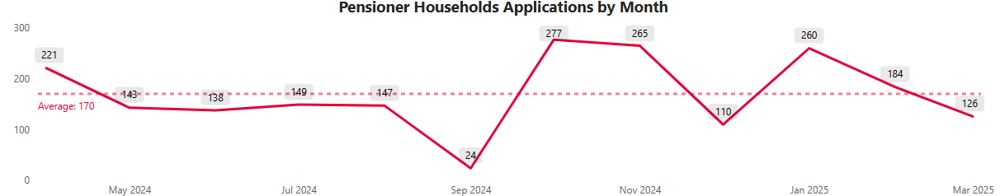 Pensioner Households Applications by Month
300
200
100
0
221
143
138
149
147
24
277
265
110
260
184
126
Average: 170
May 2024
Jul 2024
Sep 2024
Nov 2024
Jan 2025
Mar 2025